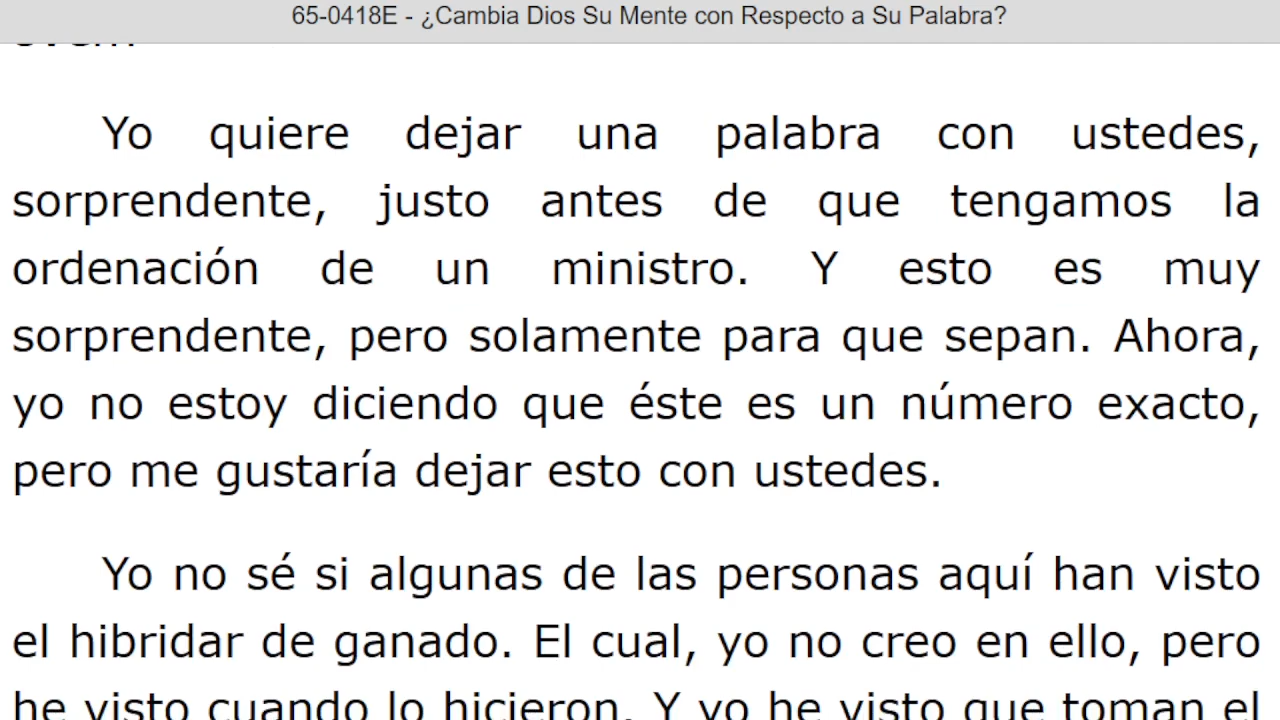 65-0418E - ¿Cambia Dios Su Mente con Respecto a Su Palabra?
Yo quiere dejar una palabra con ustedes,
sorprendente, justo antes de que tengamos la
ordenación de un ministro. Y esto es muy
sorprendente, pero solamente para que sepan. Ahora,
yo no estoy diciendo que éste es un número exacto,
pero me gustaría dejar esto con ustedes.
Yo no sé si algunas de las personas aquí han visto
el hibridar de ganado. El cual, yo no creo en ello, pero
he visto cuando lo hicieron. Y yo he visto que toman el